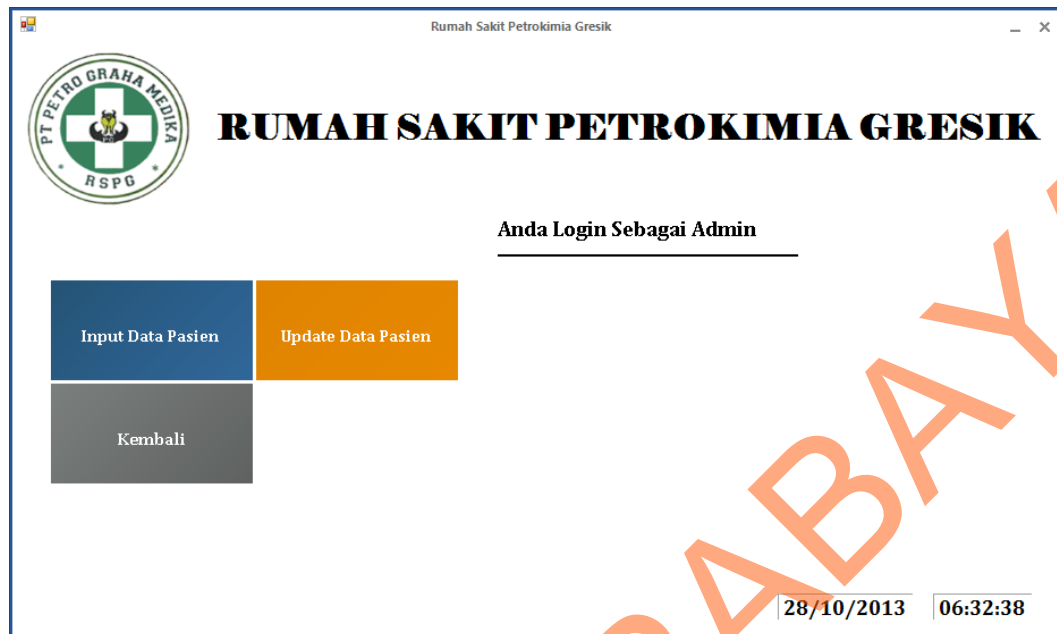 Rumah Sakit Petrokimia Gresik
PT PETRO GRAHA MEDIKA
* RSPG *
RUMAH SAKIT PETROKIMIA GRESIK
Anda Login Sebagai Admin
Input Data Pasien
Update Data Pasien
Kembali
28/10/2013
06:32:38
ABAY